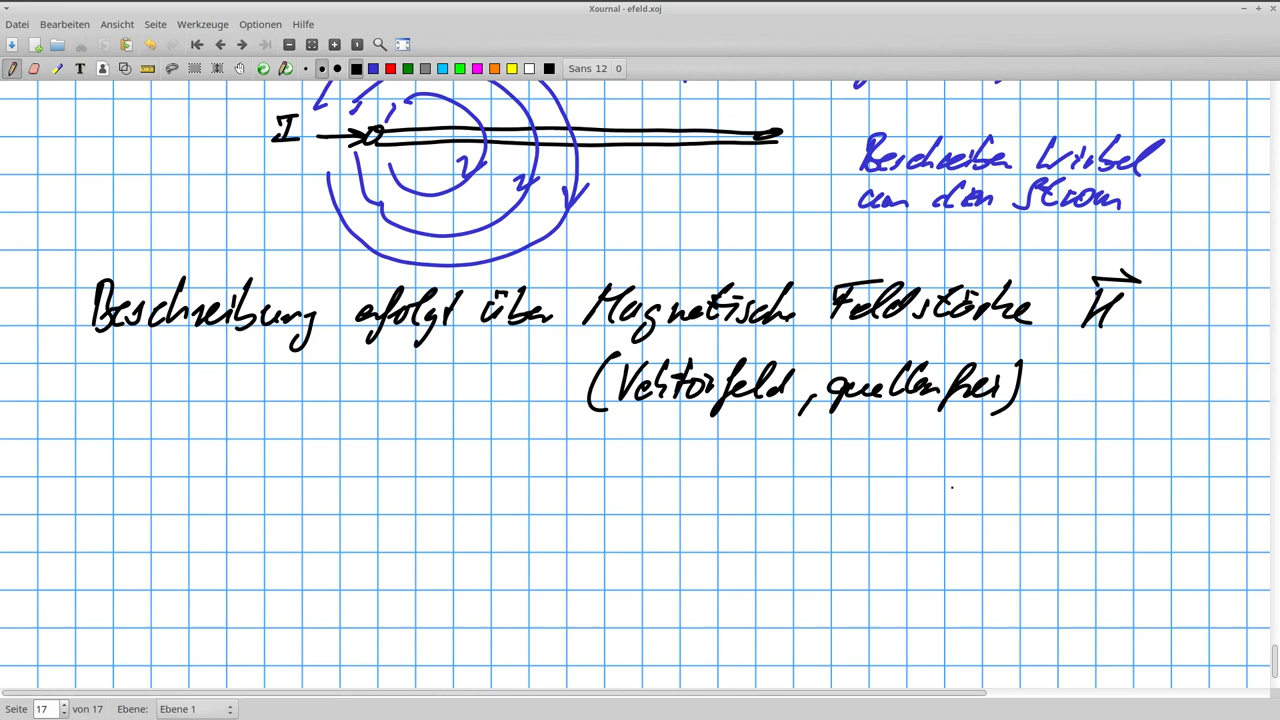 Xournal - efeld.xoj
Datei Bearbeiten Ansicht Seite Werkzeuge Optionen Hilfe
Sans 12 0
I
Beschreiben Wirbel
um den Strom
Beschreibung erfolgt über Magnetische Feldstärke H
(Vektorfeld, quellenfrei)
Seite 17 von 17 Ebene: Ebene 1